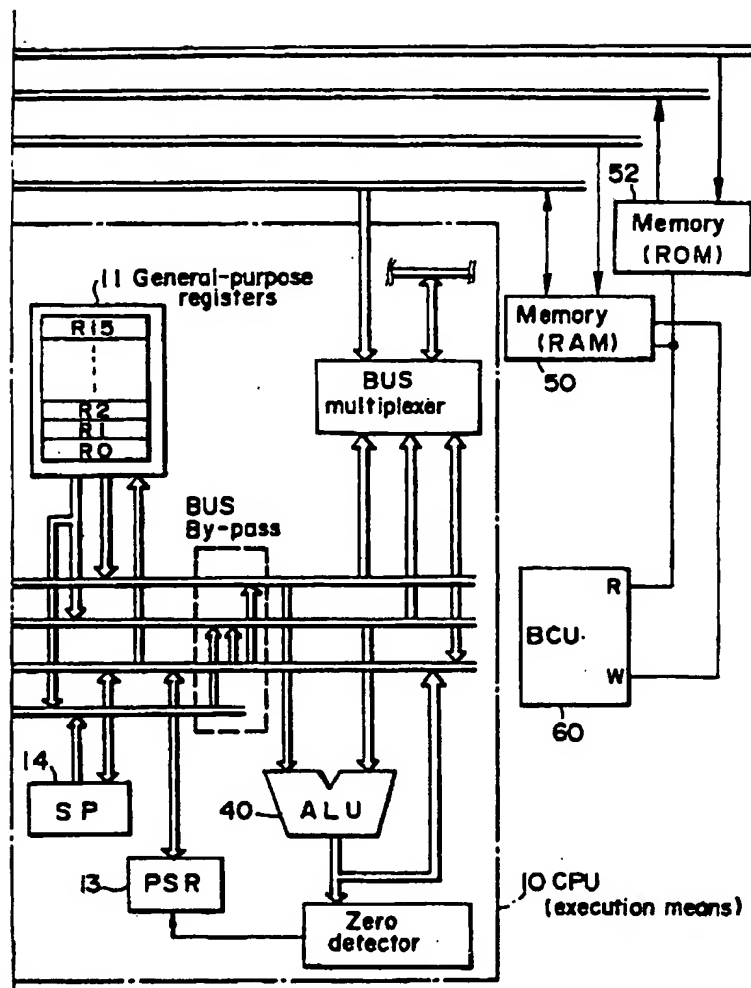 52
Memory
(ROM)
11 General-purpose
registers
R15
R2
R1
R0
Memory
(RAM)
50
BUS
multiplexer
BUS
By-pass
R
BCU
W
60
14
SP
40
ALU
13
PSR
10 CPU
(execution means)
Zero
detector